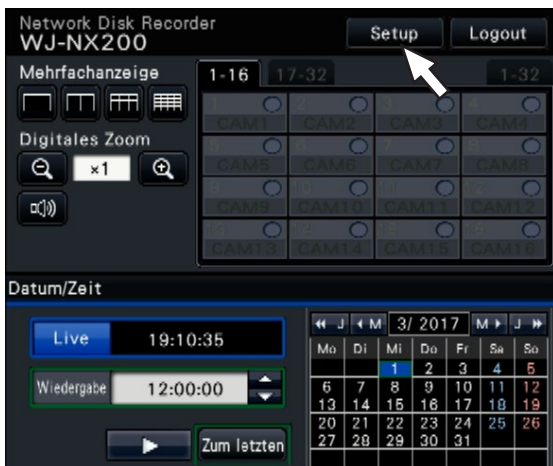 Network Disk Recorder
WJ-NX200
Setup
Logout
Mehrfachanzeige
1-16 17-32 1-32
1 2 3 4
CAM1 CAM2 CAM3 CAM4
Digitales Zoom
5 6 7 8
CAM5 CAM6 CAM7 CAM8
×1
9 10 11 12
CAM9 CAM10 CAM11 CAM12
13 14 15 16
CAM13 CAM14 CAM15 CAM16
Datum/Zeit
Live 19:10:35
Wiedergabe 12:00:00
Zum letzten
J M 3/ 2017 M J
Mo Di Mi Do Fr Sa So
1 2 3 4 5
6 7 8 9 10 11 12
13 14 15 16 17 18 19
20 21 22 23 24 25 26
27 28 29 30 31